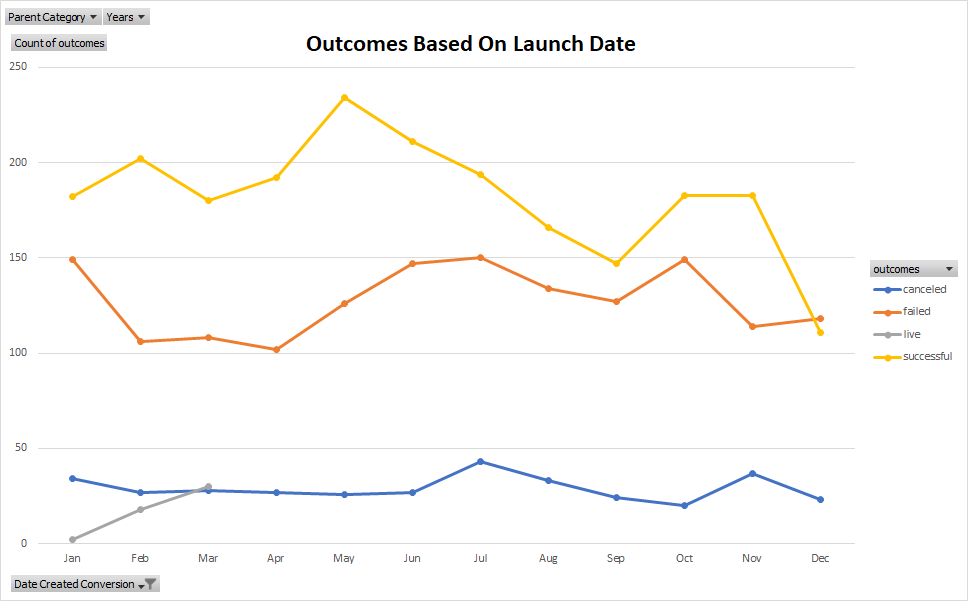 Parent Category Years
Count of outcomes
Outcomes Based On Launch Date
250
200
150
100
50
0
Jan Feb Mar Apr May Jun Jul Aug Sep Oct Nov Dec
outcomes
canceled
failed
live
successful
Date Created Conversion